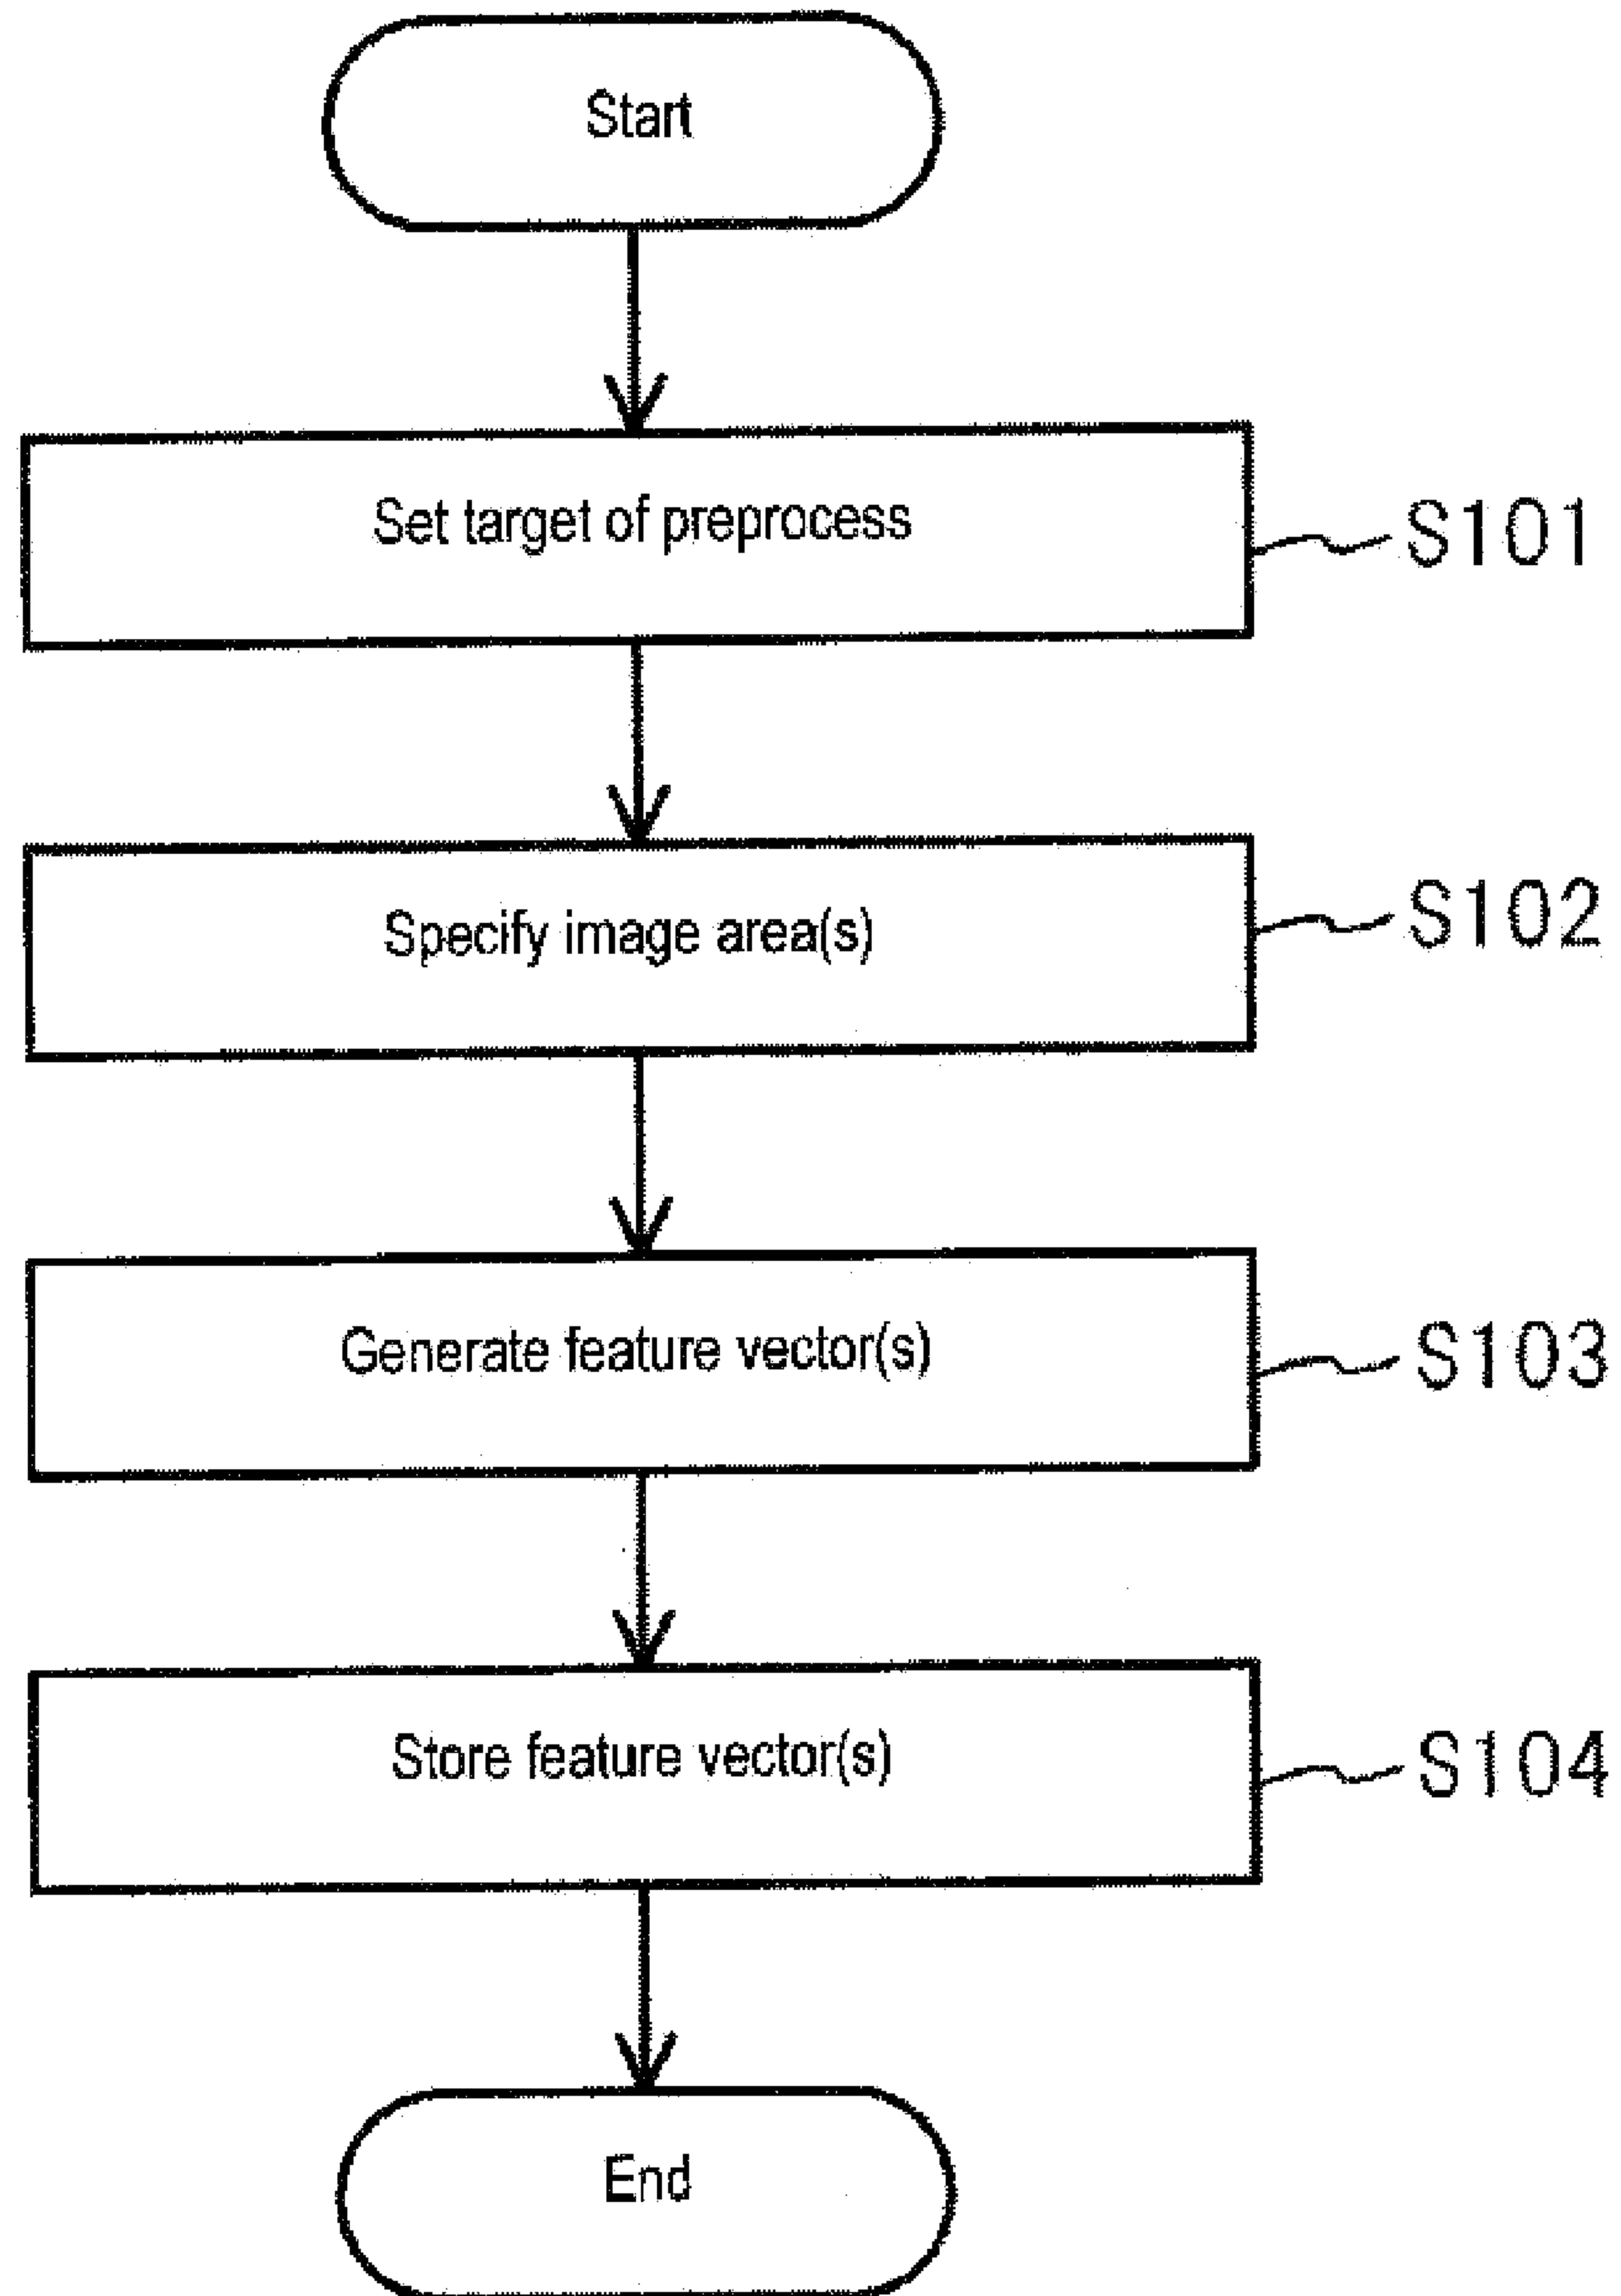 Start
Set target of preprocess
S101
Specify image area(s)
S102
Generate feature vector(s)
S103
Store feature vector(s)
S104
End